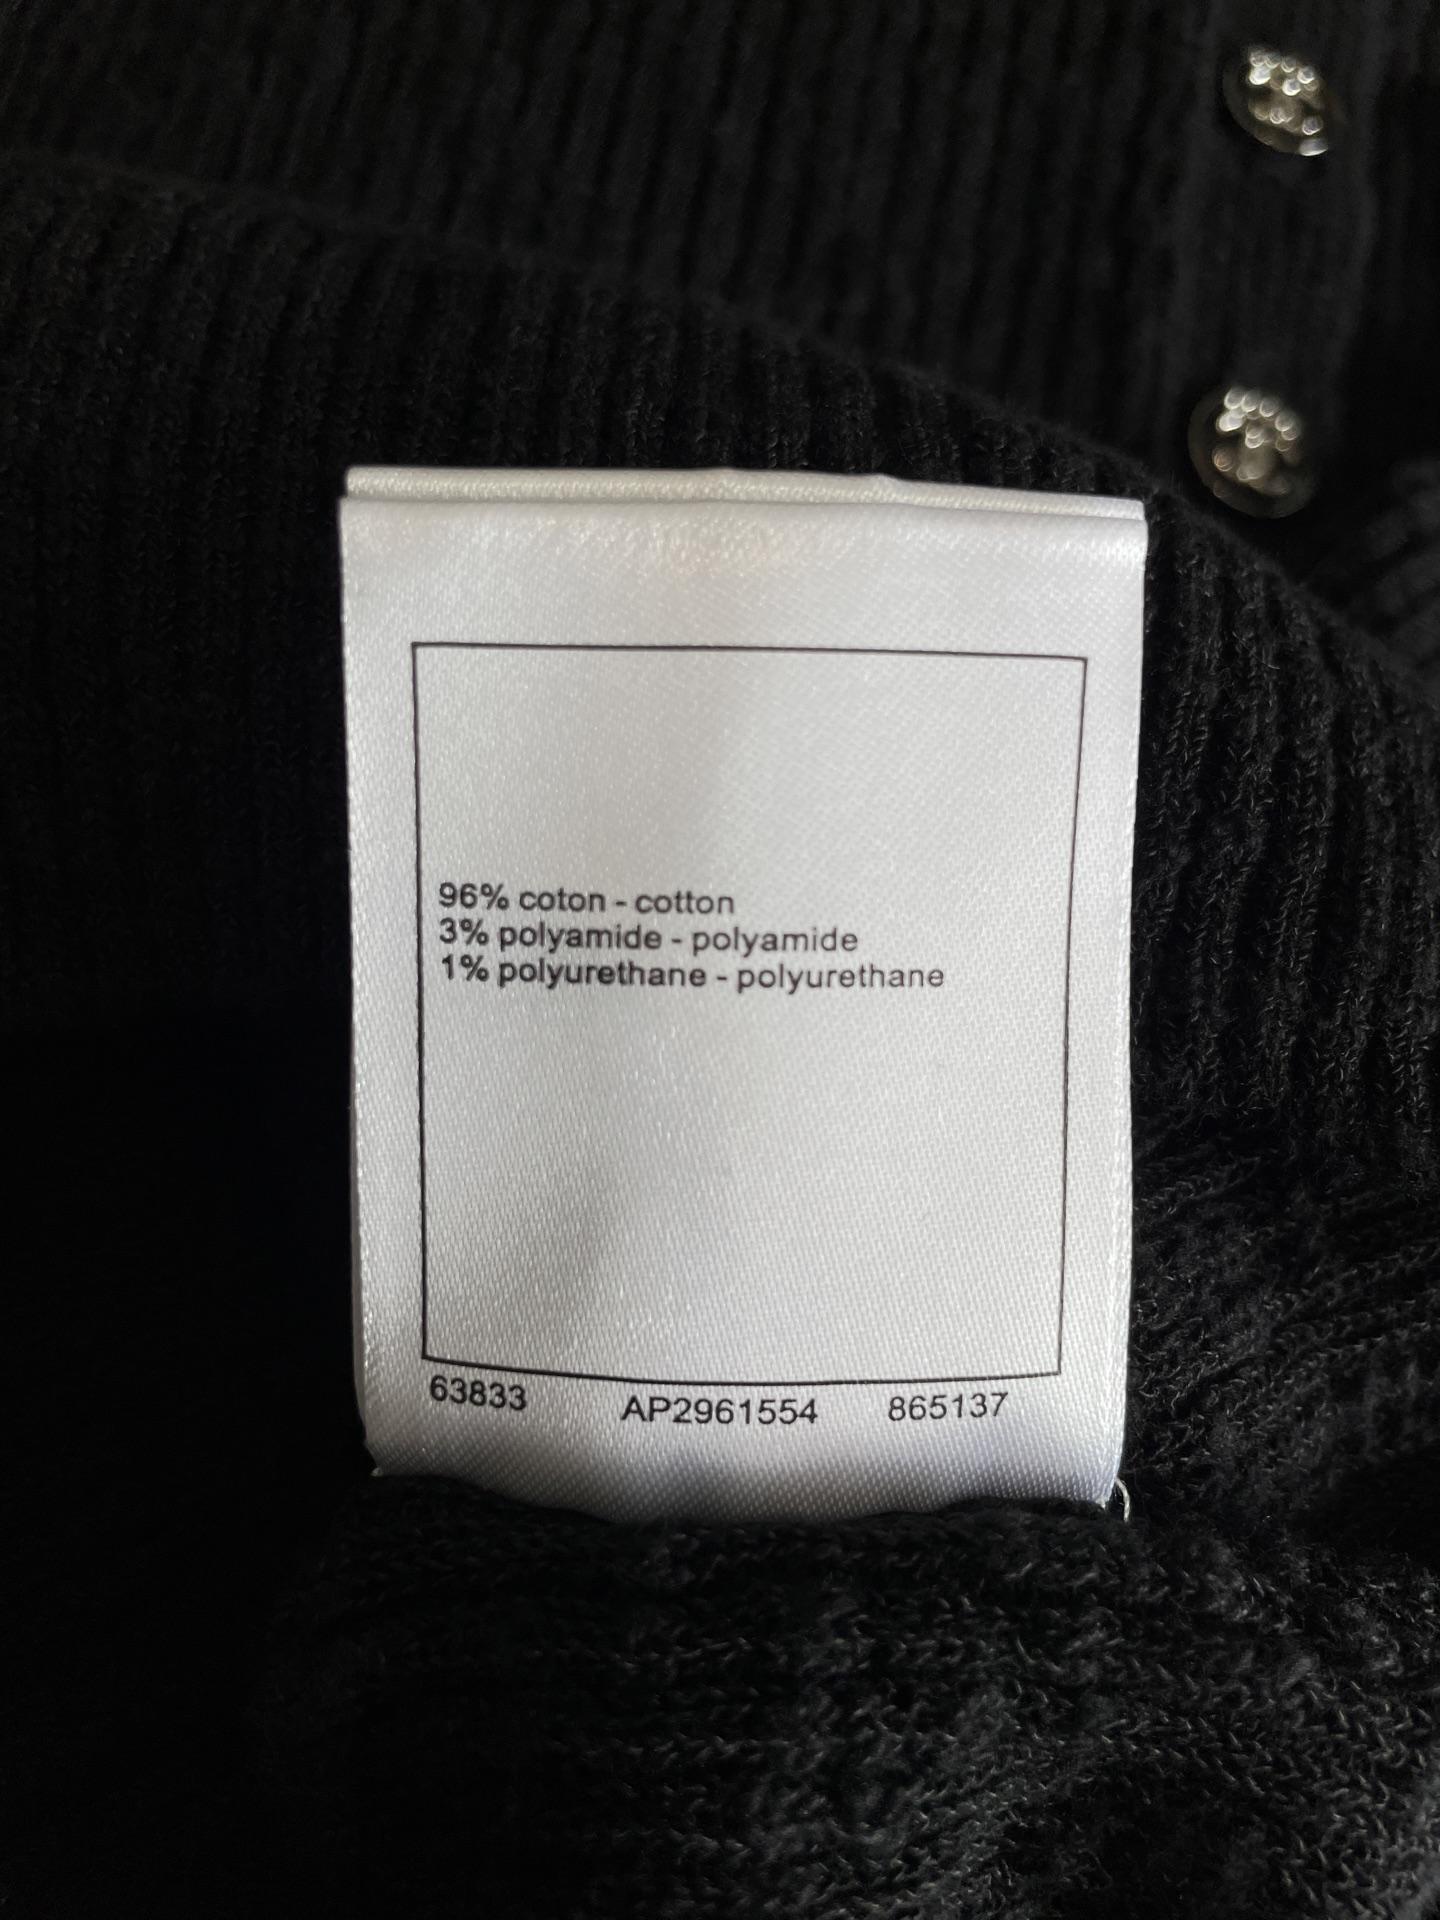 96% coton - cotton
3% polyamide - polyamide
1% polyurethane - polyurethane
63833 AP2961554 865137